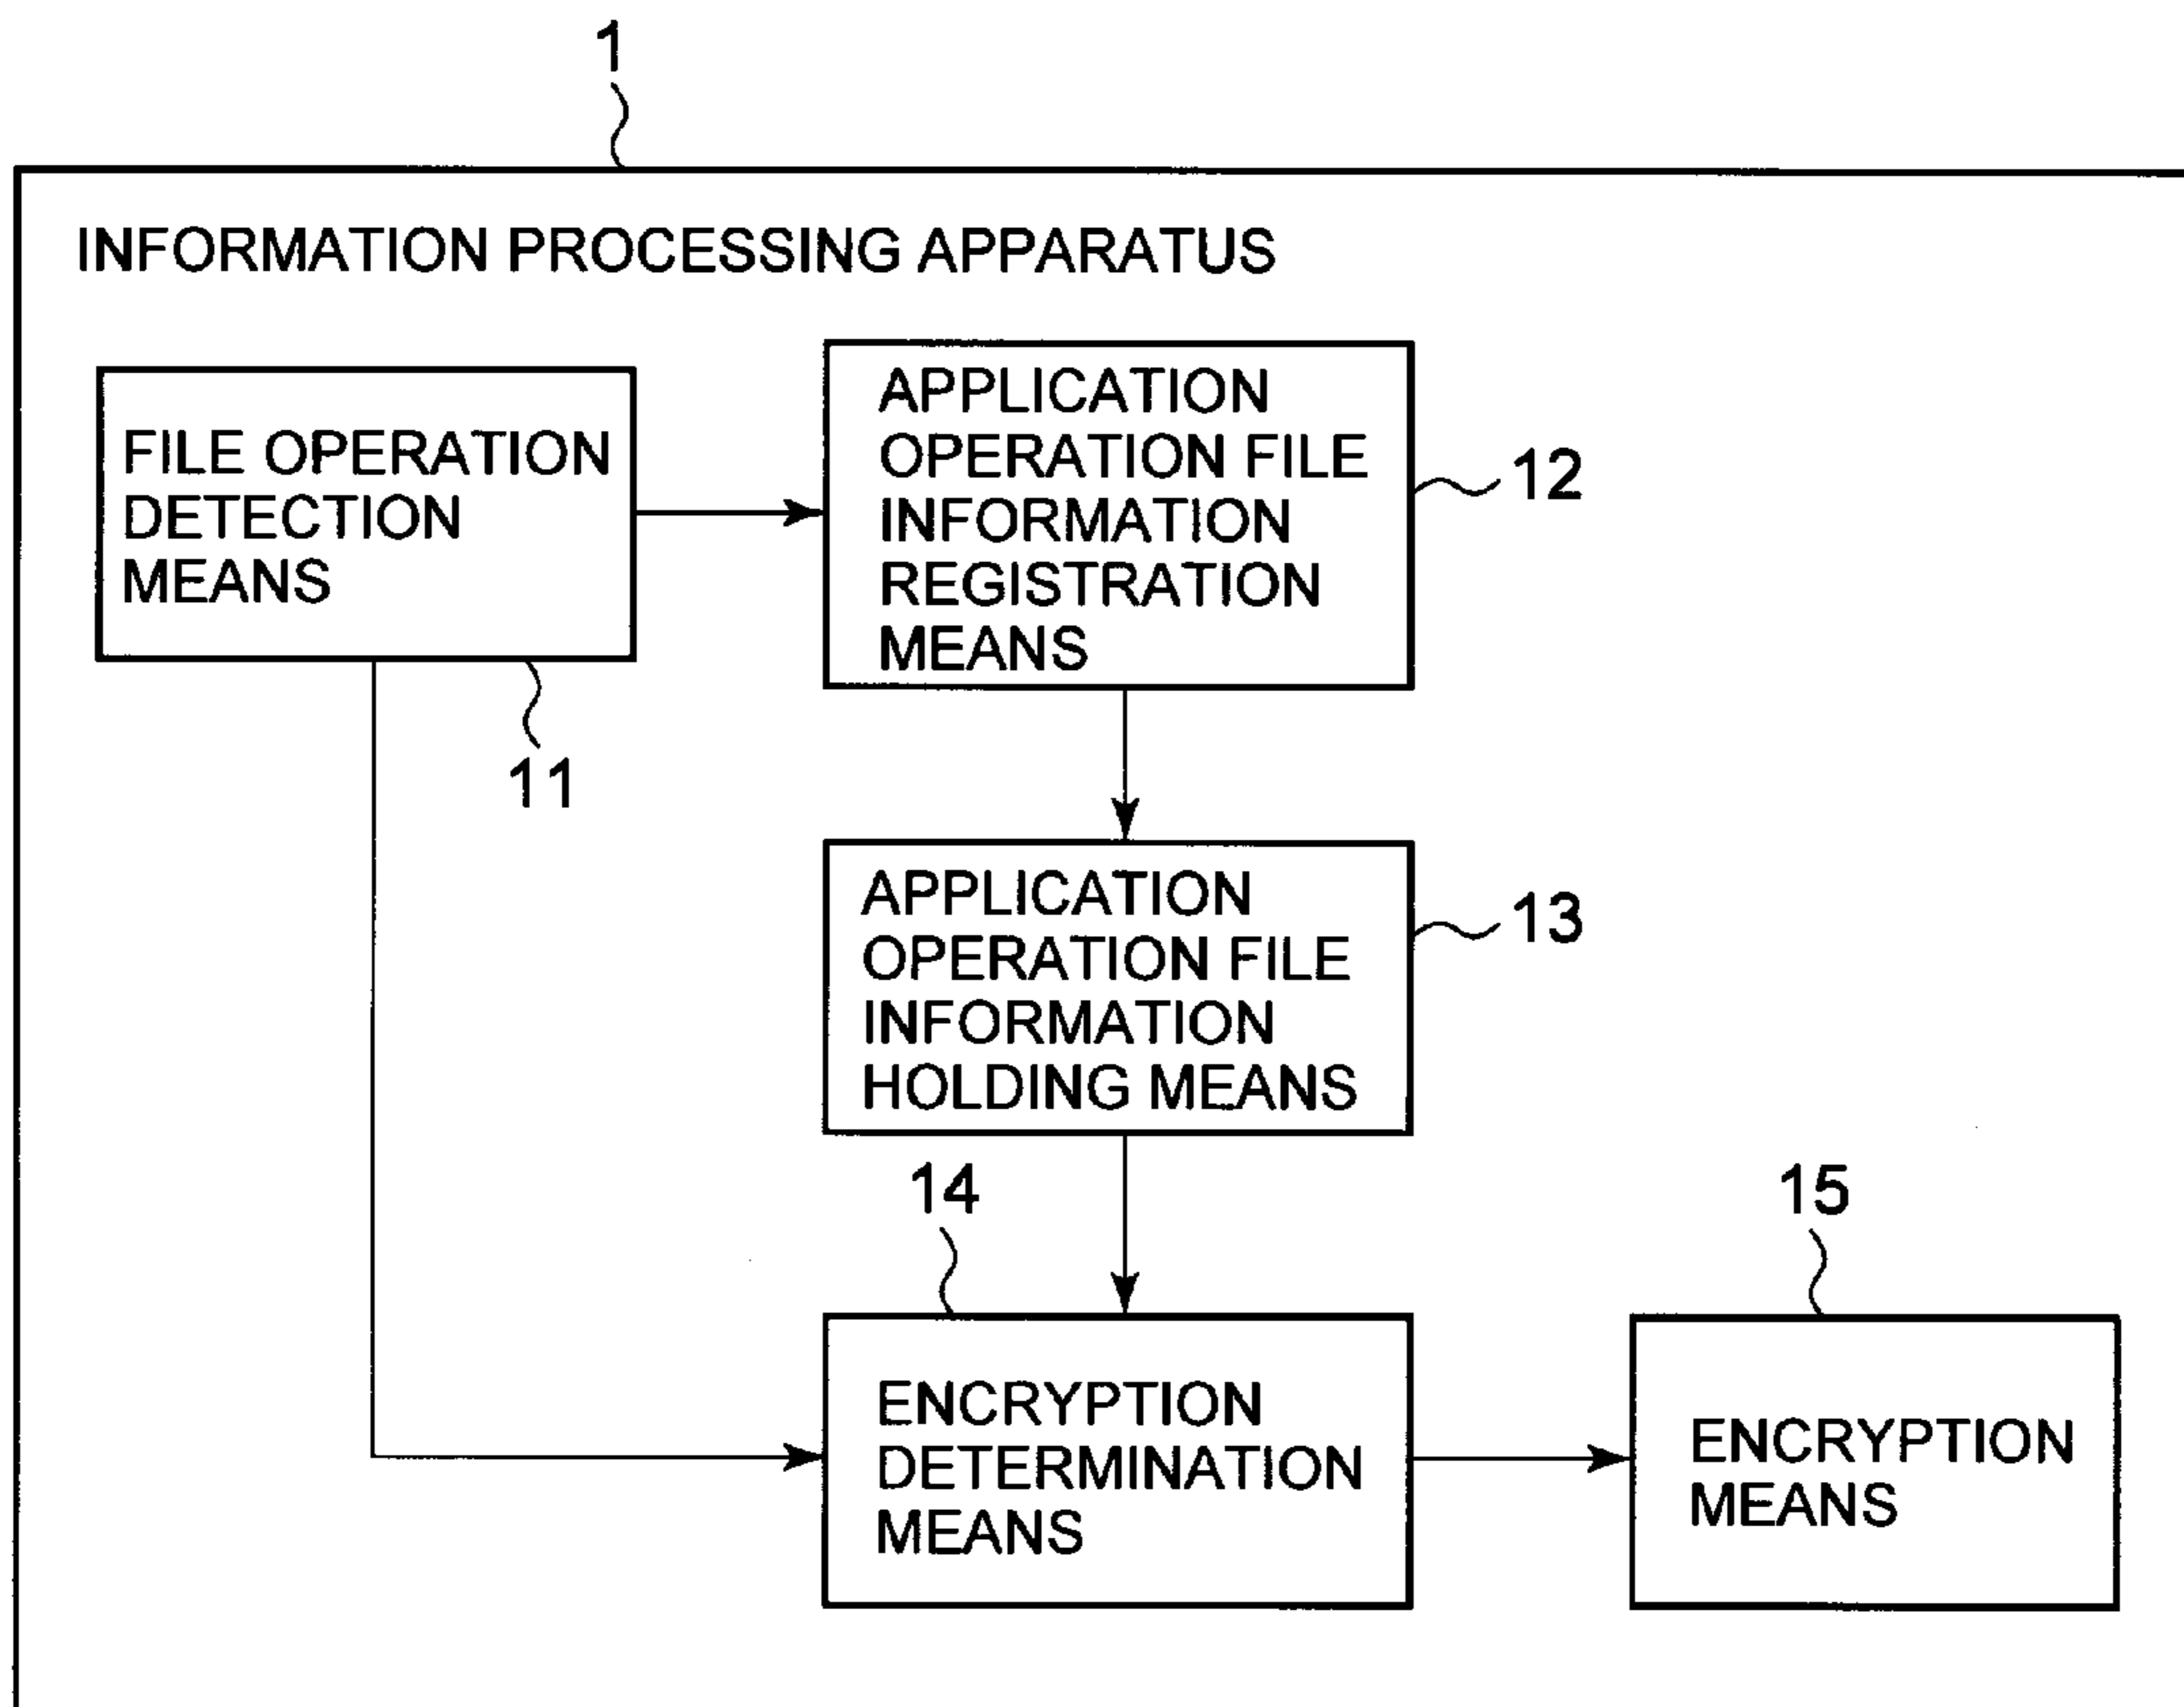 1
INFORMATION PROCESSING APPARATUS
FILE OPERATION
DETECTION
MEANS
11
APPLICATION
OPERATION FILE
INFORMATION
REGISTRATION
MEANS
12
APPLICATION
OPERATION FILE
INFORMATION
HOLDING MEANS
13
14
ENCRYPTION
DETERMINATION
MEANS
15
ENCRYPTION
MEANS